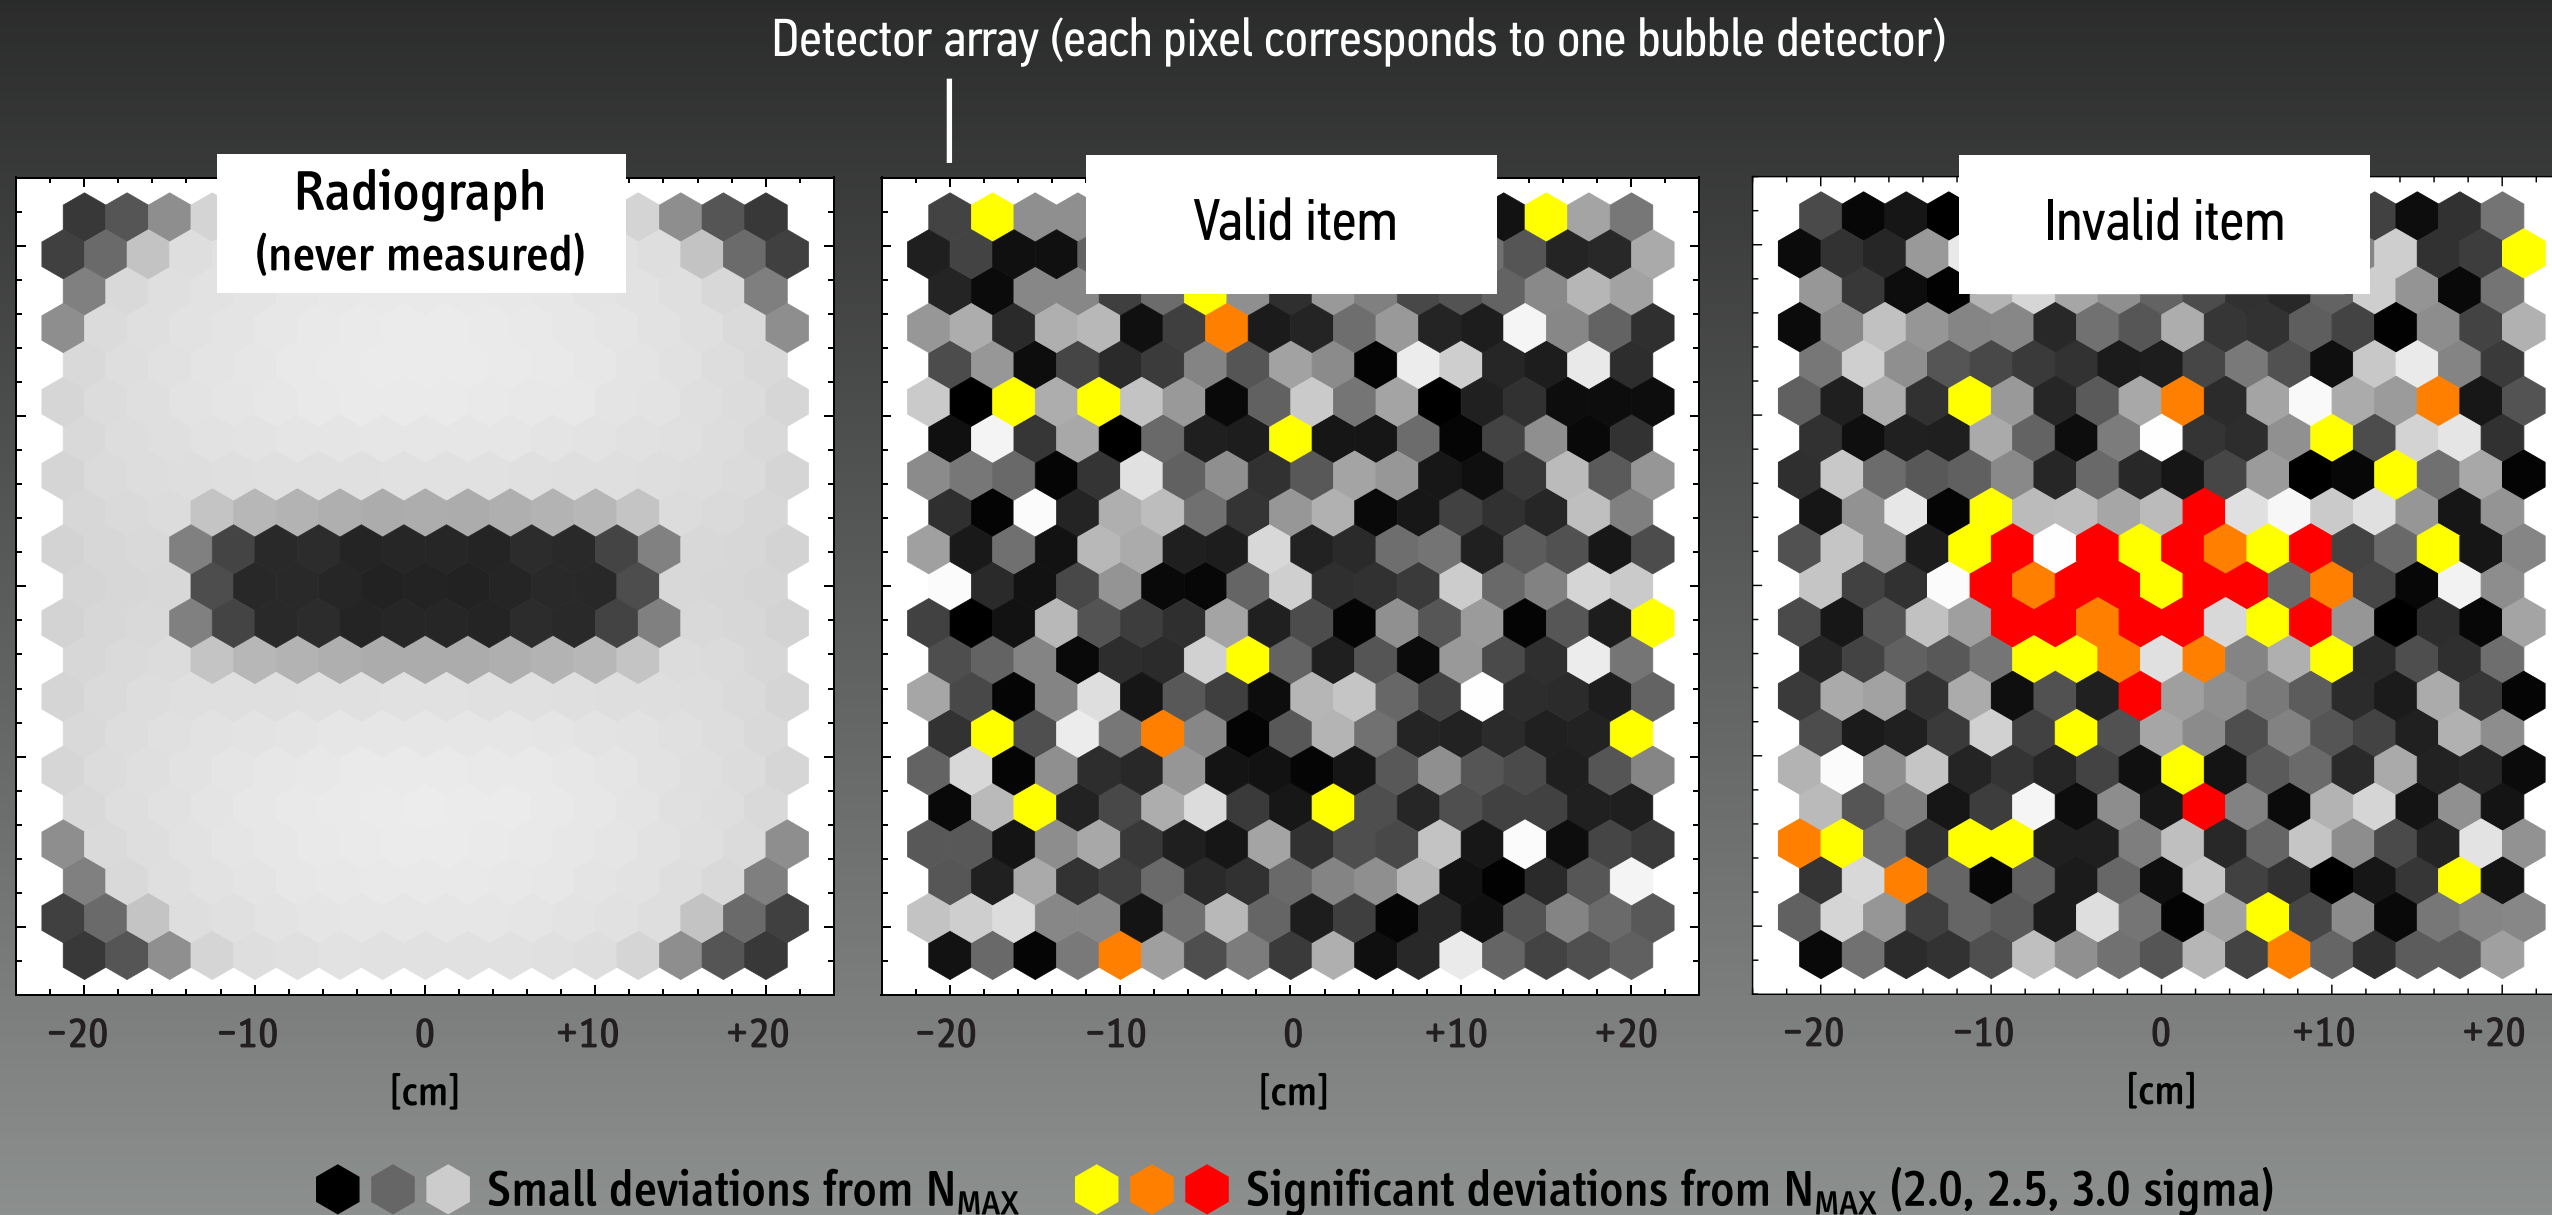 Detector array (each pixel corresponds to one bubble detector)
Radiograph
(never measured)
Valid item
Invalid item
−20 −10 0 +10 +20
[cm]
−20 −10 0 +10 +20
[cm]
−20 −10 0 +10 +20
[cm]
Small deviations from NMAX
Significant deviations from NMAX (2.0, 2.5, 3.0 sigma)